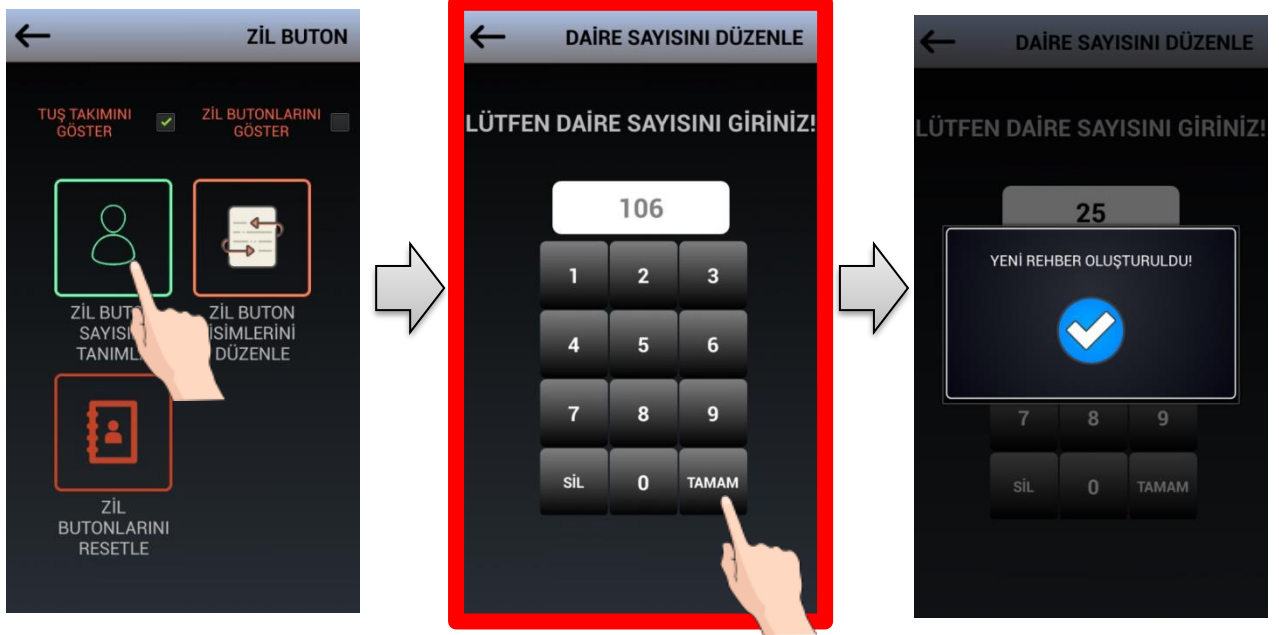 ZİL BUTON
TUŞ TAKIMINI
GÖSTER
ZİL BUTONLARINI
GÖSTER
ZİL
SAYISI
ZİL BUTON
İSİMLERİNİ
DÜZENLE
ZİL
BUTONLARINI
RESETLE
DAİRE SAYISINI DÜZENLE
LÜTFEN DAİRE SAYISINI GİRİNİZ!
106
1 2 3
4 5 6
7 8 9
SİL 0 TAMAM
DAİRE SAYISINI DÜZENLE
LÜTFEN DAİRE SAYISINI GİRİNİZ!
25
YENİ REHBER OLUŞTURULDU!
7 8 9
SİL 0 TAMAM